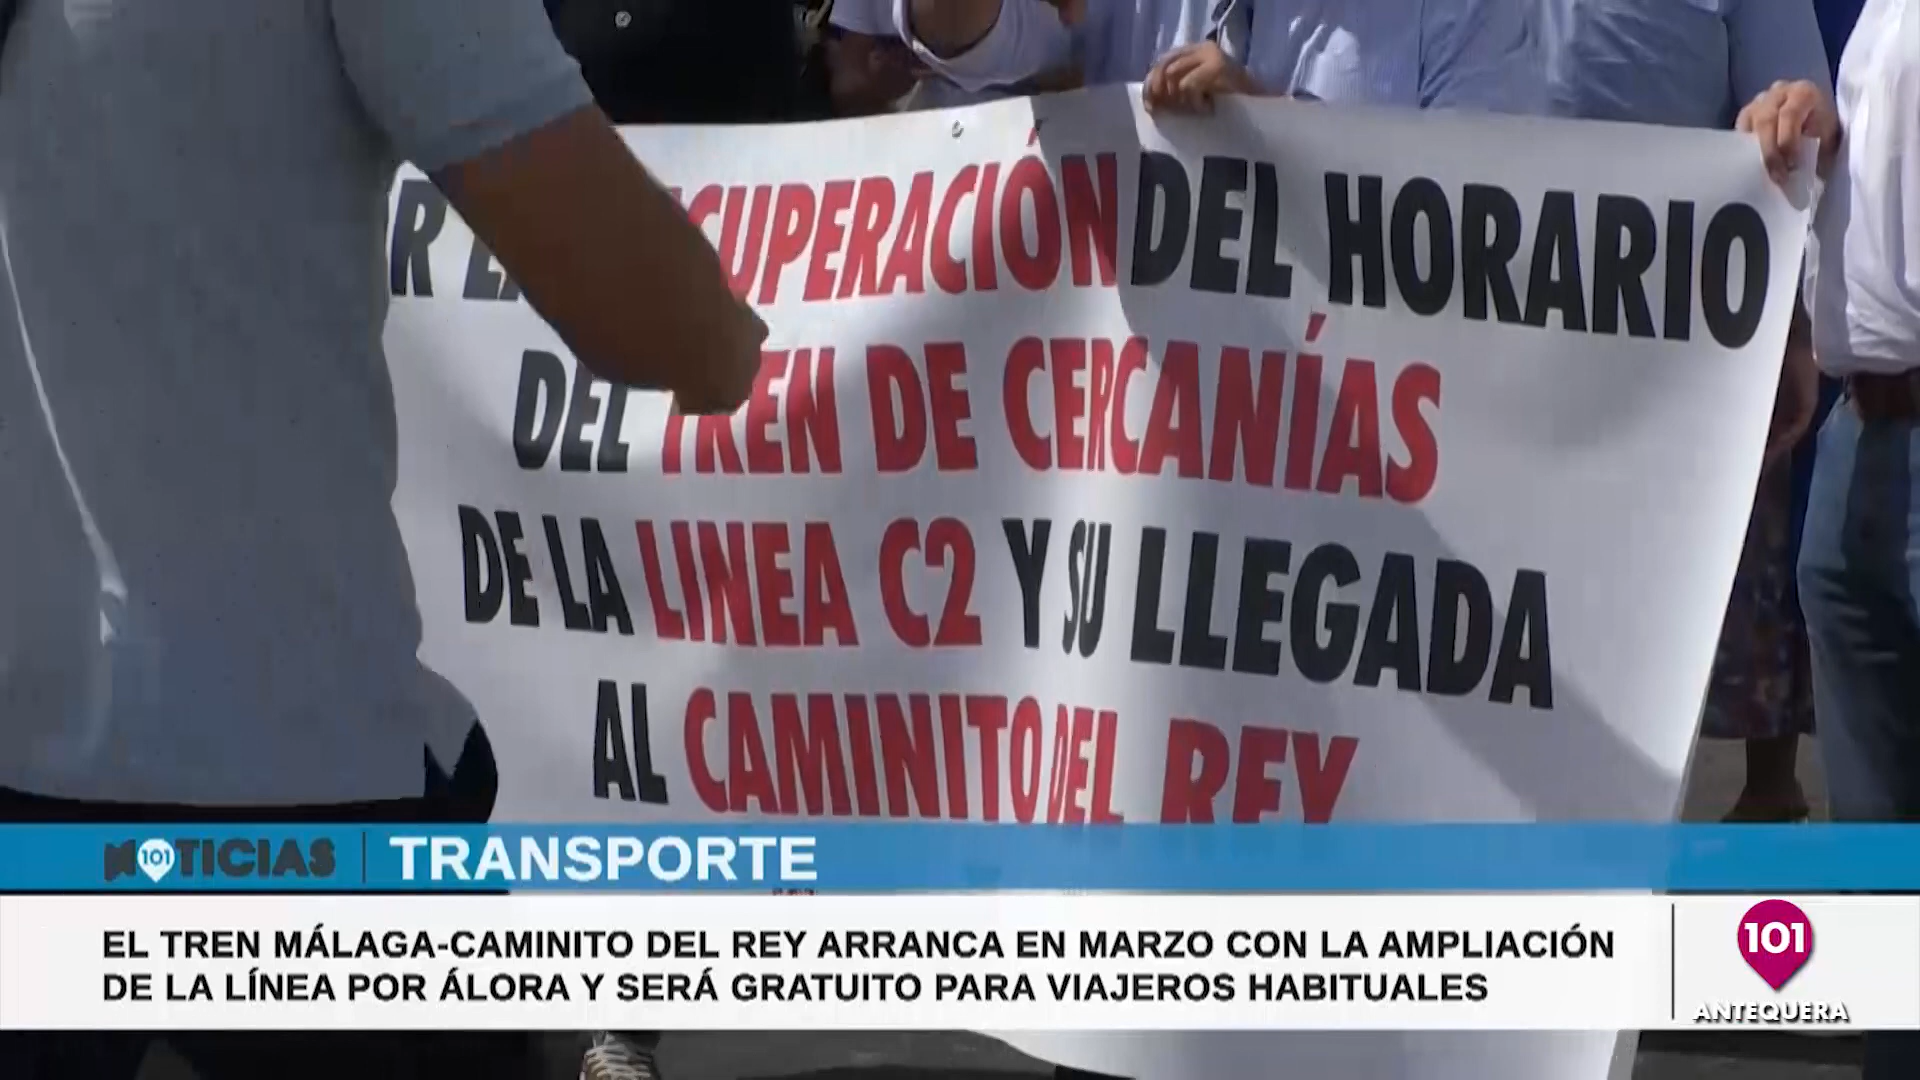 DEL HORARIO
DEL TREN DE CERCANÍAS
DE LA LINEA C2 Y SU LLEGADA
AL CAMINITO DEL REY
NOTICIAS 101
TRANSPORTE
EL TREN MÁLAGA-CAMINITO DEL REY ARRANCA EN MARZO CON LA AMPLIACIÓN
DE LA LÍNEA POR ÁLORA Y SERÁ GRATUITO PARA VIAJEROS HABITUALES
101
ANTEQUERA